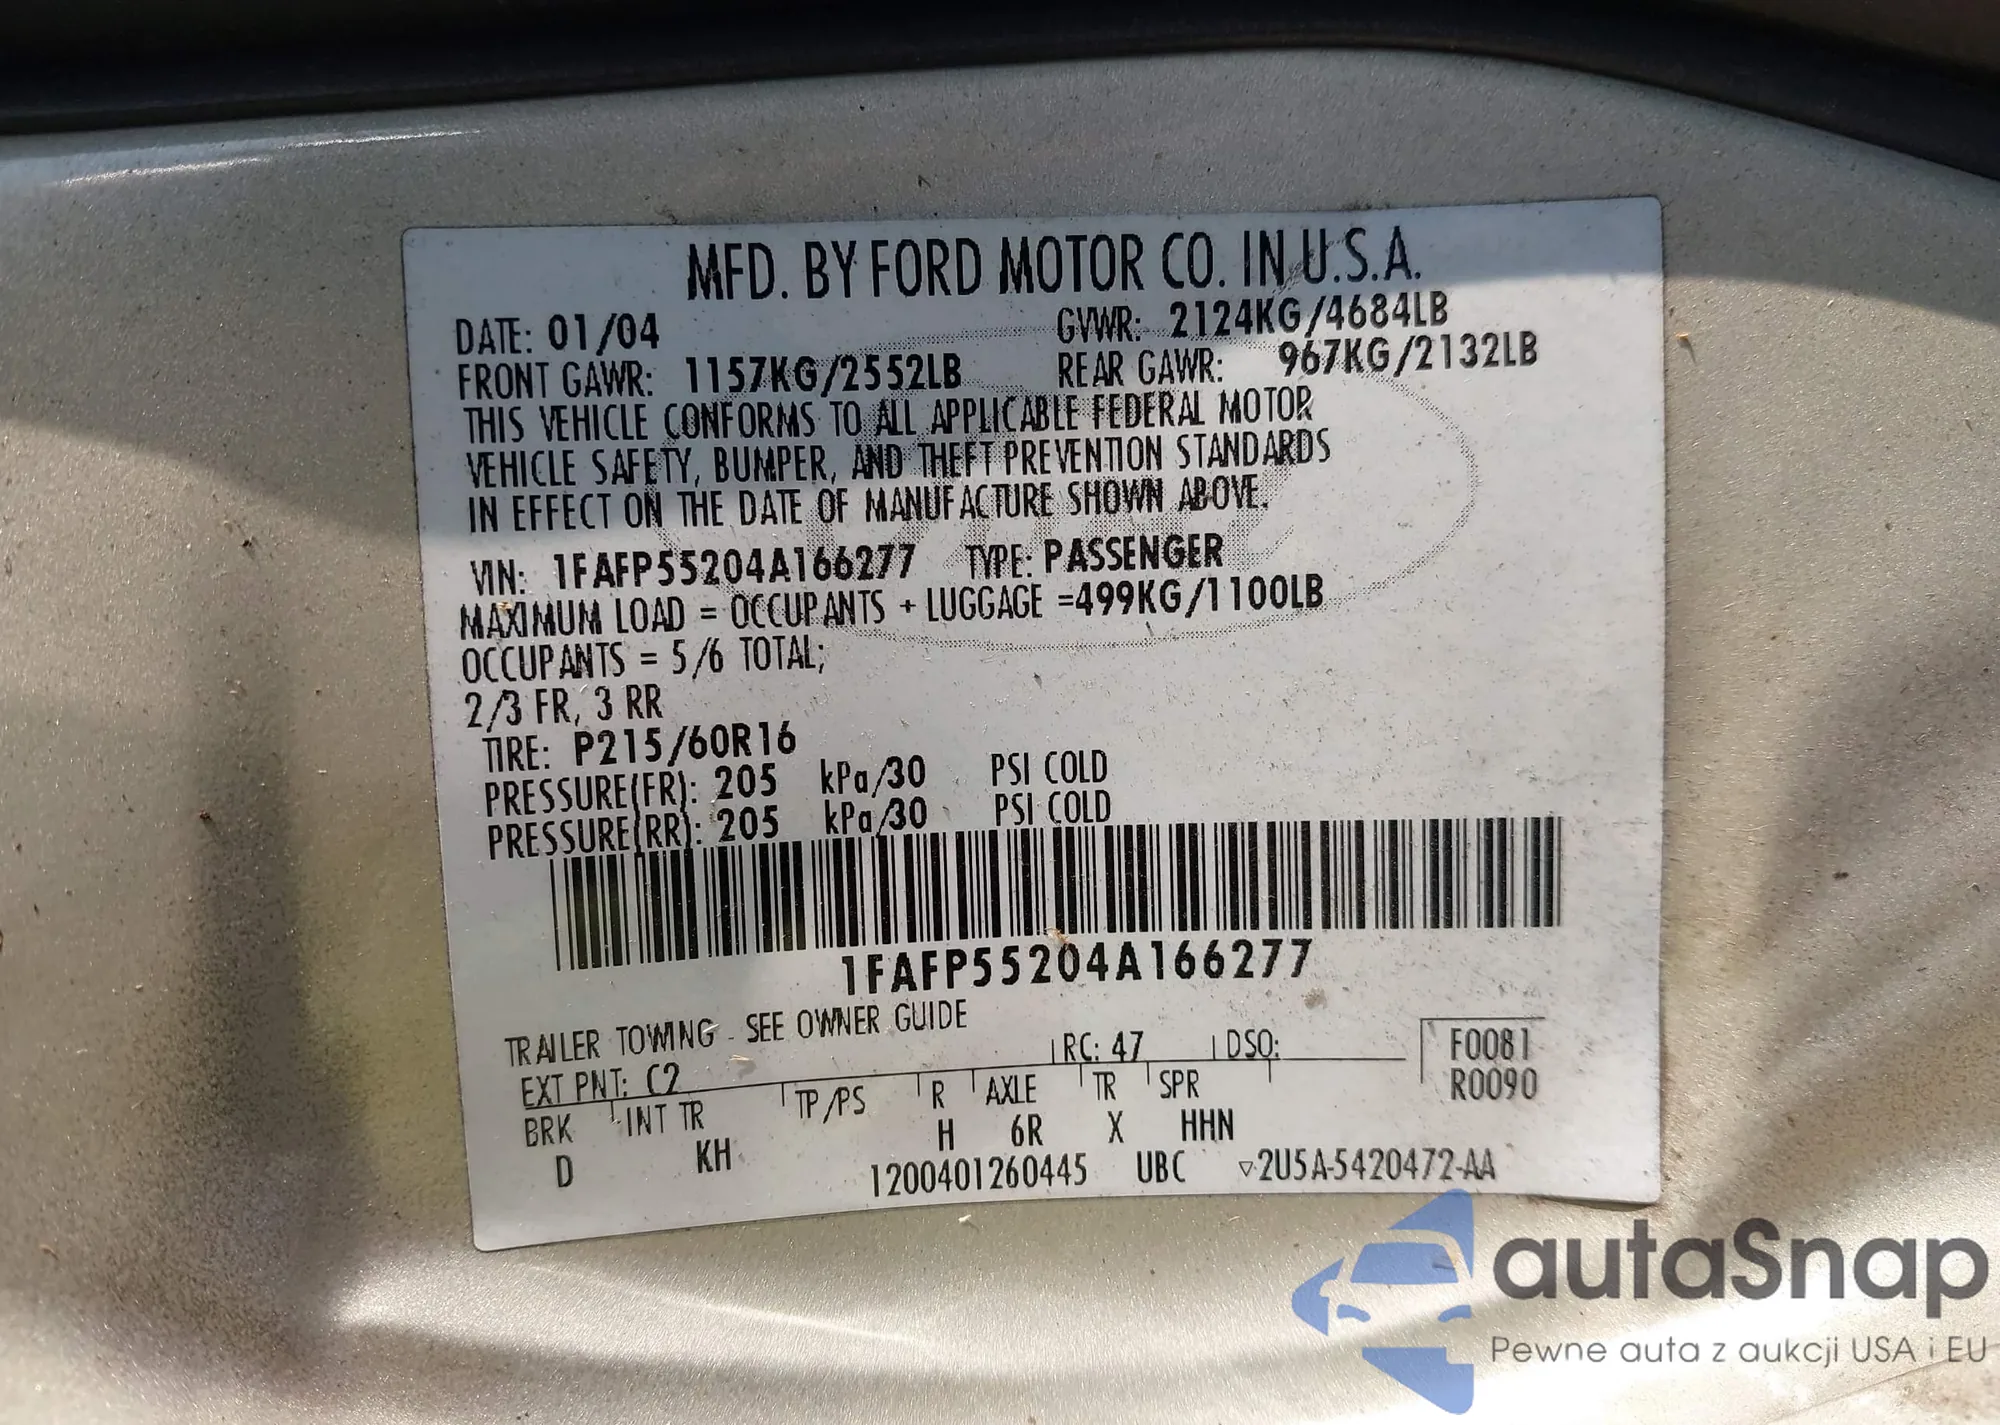 MFD. BY FORD MOTOR CO. IN U.S.A.
DATE: 01/04 GVWR: 2124KG/4684LB
FRONT GAWR: 1157KG/2552LB REAR GAWR: 967KG/2132LB
THIS VEHICLE CONFORMS TO ALL APPLICABLE FEDERAL MOTOR
VEHICLE SAFETY, BUMPER, AND THEFT PREVENTION STANDARDS
IN EFFECT ON THE DATE OF MANUFACTURE SHOWN ABOVE.
VIN: 1FAFP55204A166277 TYPE: PASSENGER
MAXIMUM LOAD = OCCUPANTS + LUGGAGE =499KG/1100LB
OCCUPANTS = 5/6 TOTAL;
2/3 FR, 3 RR
TIRE: P215/60R16
PRESSURE(FR): 205 kPa/30 PSI COLD
PRESSURE(RR): 205 kPa/30 PSI COLD
1FAFP55204A166277
TRAILER TOWING - SEE OWNER GUIDE
EXT PNT: C2 RC: 47 DSO: F0081
BRK INT TR TP/PS R AXLE TR SPR R0090
D KH H 6R X HHN
1200401260445 UBC ▽2U5A-5420472-AA
autaSnap
Pewne auta z aukcji USA i EU